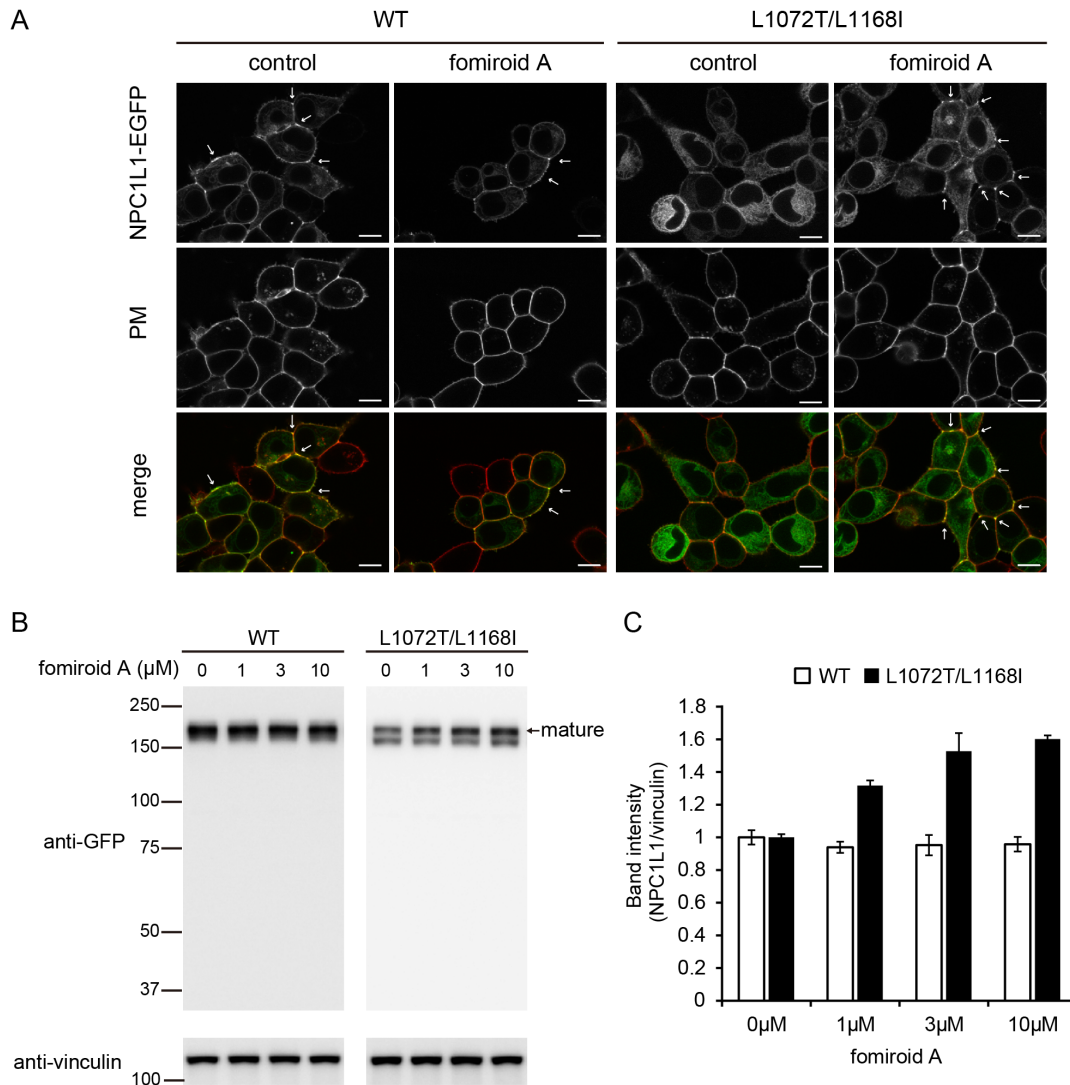 A
WT
L1072T/L1168I
control
fomiroid A
control
fomiroid A
NPC1L1-EGFP
PM
merge
B
WT
L1072T/L1168I
fomiroid A (µM)
0 1 3 10
0 1 3 10
250
150
100
75
50
37
mature
anti-GFP
anti-vinculin
100
C
WT
L1072T/L1168I
Band intensity
(NPC1L1/vinculin)
1.8
1.6
1.4
1.2
1
0.8
0.6
0.4
0.2
0
0µM 1µM 3µM 10µM
fomiroid A